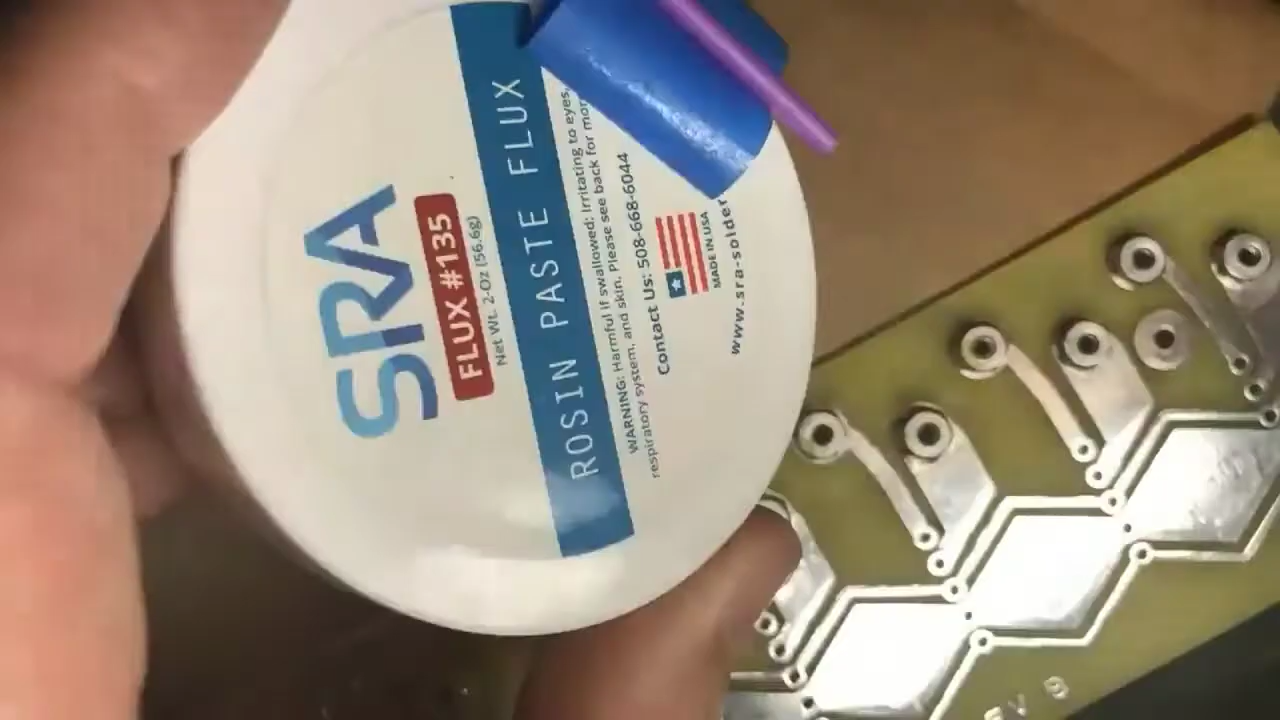 SRA
FLUX #135
Net Wt. 2-Oz (56.6g)
ROSIN PASTE FLUX
WARNING: Harmful if swallowed; Irritating to eyes,
respiratory system, and skin. Please see back for
Contact Us: 508-668-6044
MADE IN USA
www.sra-solder